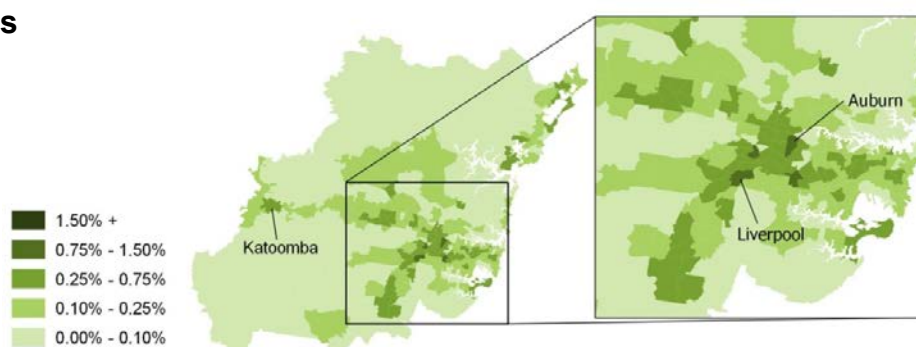 s
Auburn
Katoomba
Liverpool
1.50% +
0.75% - 1.50%
0.25% - 0.75%
0.10% - 0.25%
0.00% - 0.10%